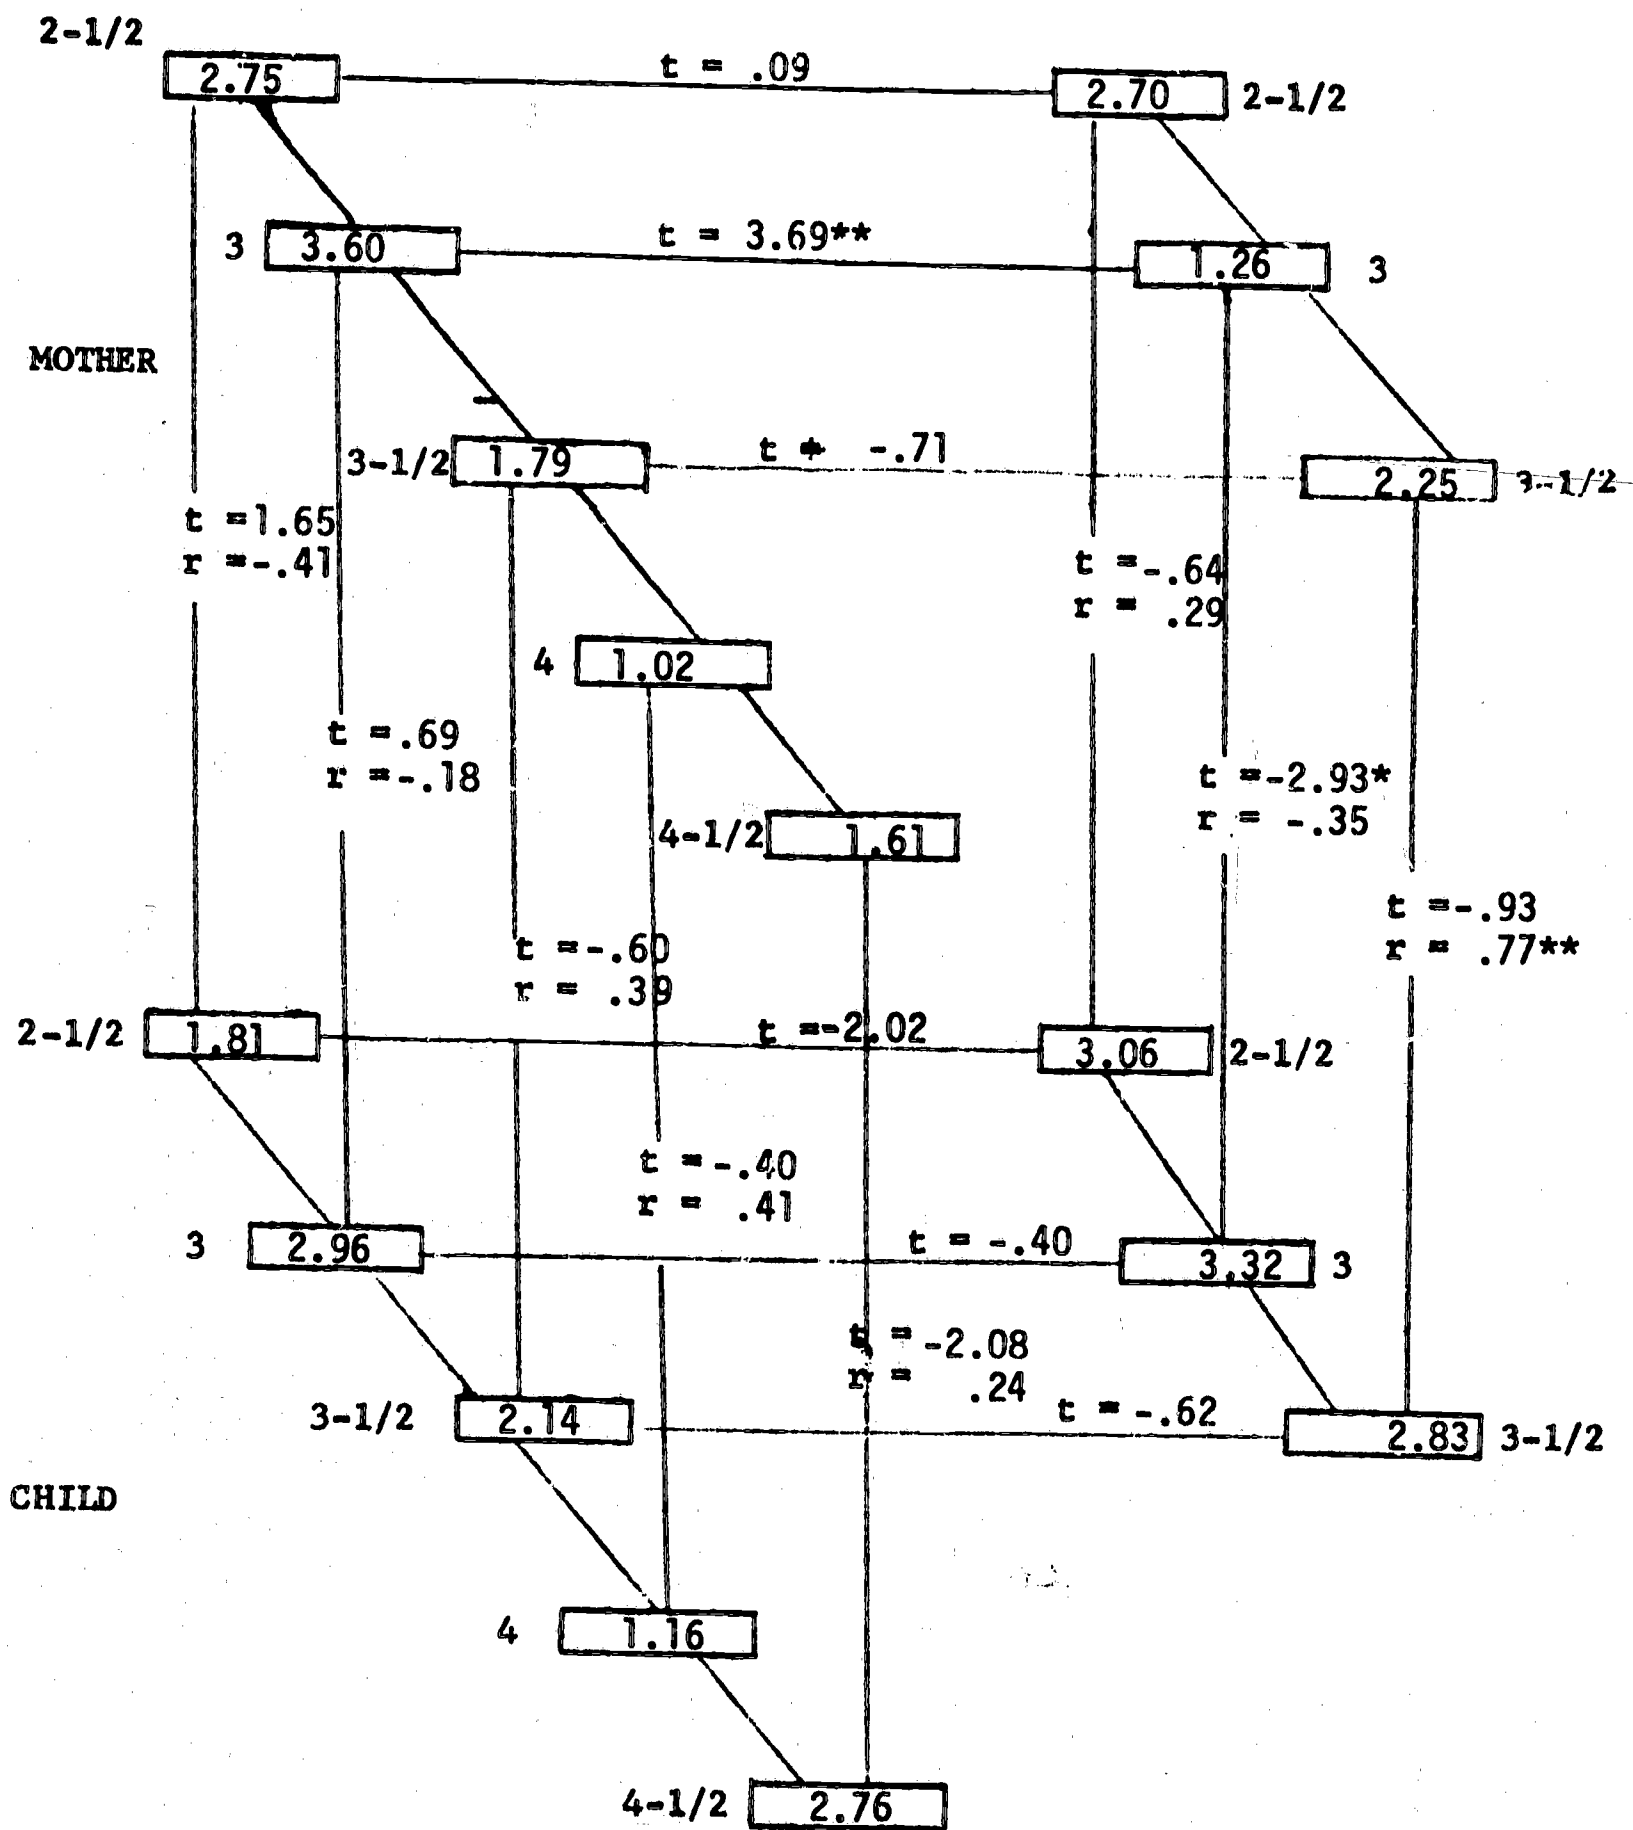 2-1/2
2.75
t = .09
2.70
2-1/2
3
3.60
t = 3.69**
1.26
3
MOTHER
3-1/2
1.79
t = -.71
2.25
3-1/2
t =1.65
r =-.41
t =-.64
r = .29
4
1.02
t =.69
r =-.18
t =-2.93*
r = -.35
4-1/2
1.61
t =-.93
r = .77**
t =-.60
r = .39
2-1/2
1.81
t =-2.02
3.06
2-1/2
t =-.40
r = .41
3
2.96
t = -.40
3.32
3
t = -2.08
r = .24
3-1/2
2.14
t = -.62
2.83
3-1/2
CHILD
4
1.16
4-1/2
2.76